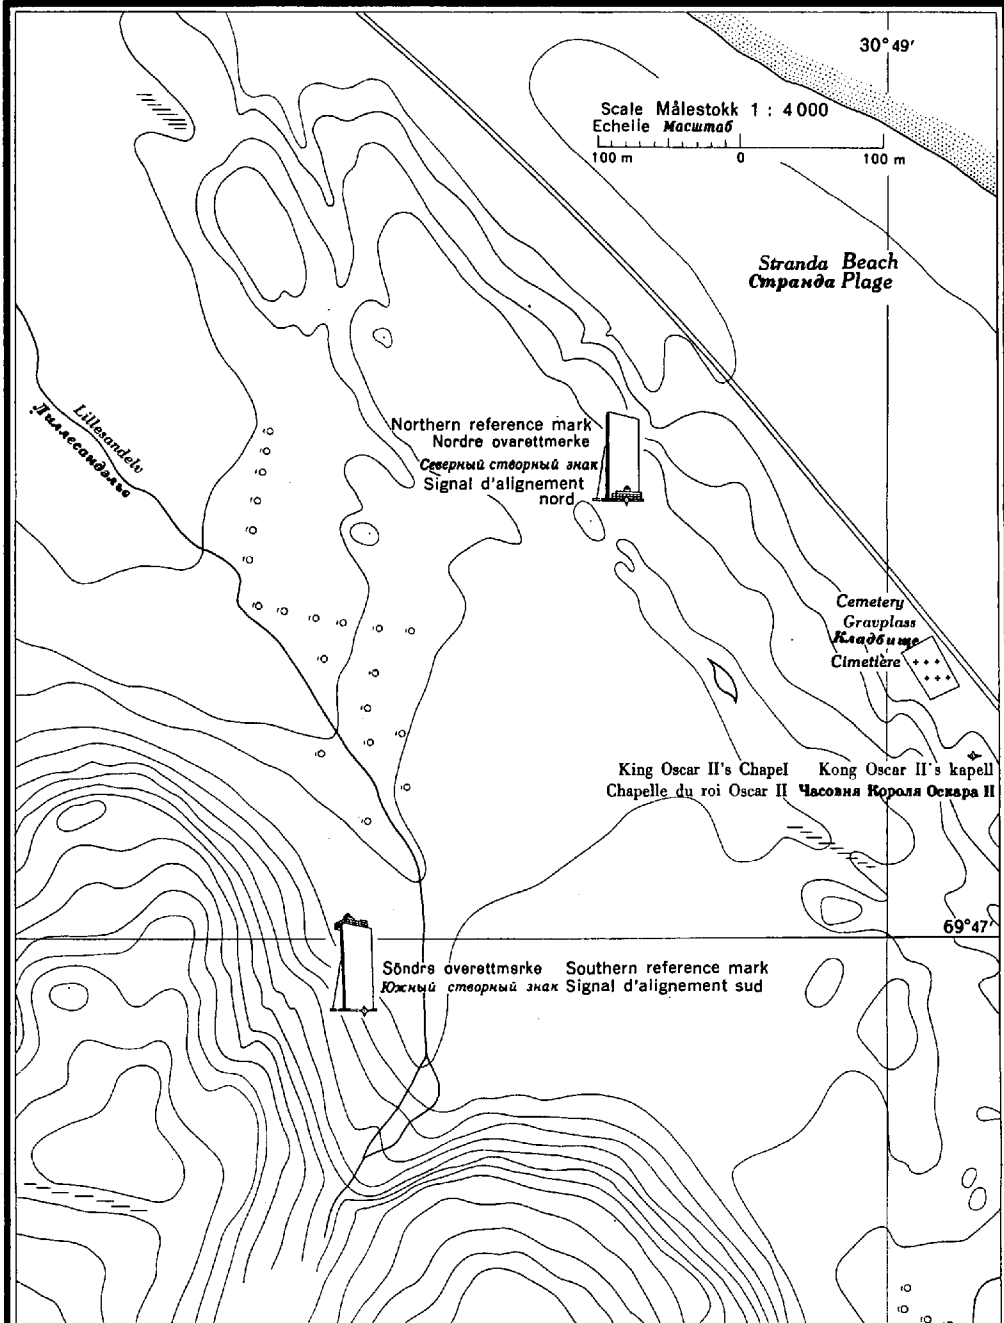 30° 49′
Scale Målestokk 1 : 4 000
Echelle Масштаб
100 m 0 100 m
Stranda Beach
Странда Plage
Lillesandelv
Лиллесандэльв
Northern reference mark
Nordre overettmerke
Северный створный знак
Signal d'alignement
nord
Cemetery
Gravplass
Кладбище
Cimetière
King Oscar II's Chapel Kong Oscar II's kapell
Chapelle du roi Oscar II Часовня Короля Оскара II
69°47′
Söndre overettmerke Southern reference mark
Южный створный знак Signal d'alignement sud